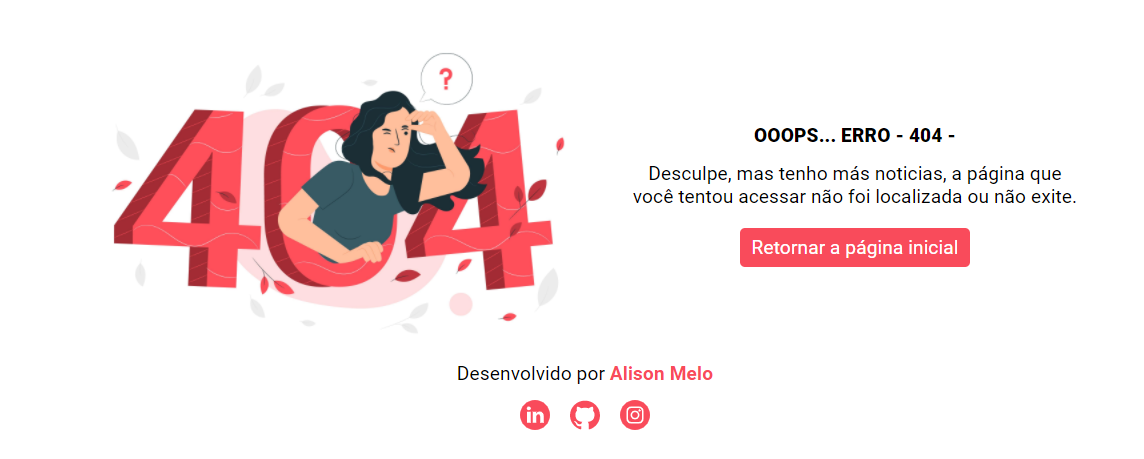 404
?
OOOPS... ERRO - 404 -
Desculpe, mas tenho más noticias, a página que
você tentou acessar não foi localizada ou não exite.
Retornar a página inicial
Desenvolvido por Alison Melo
in